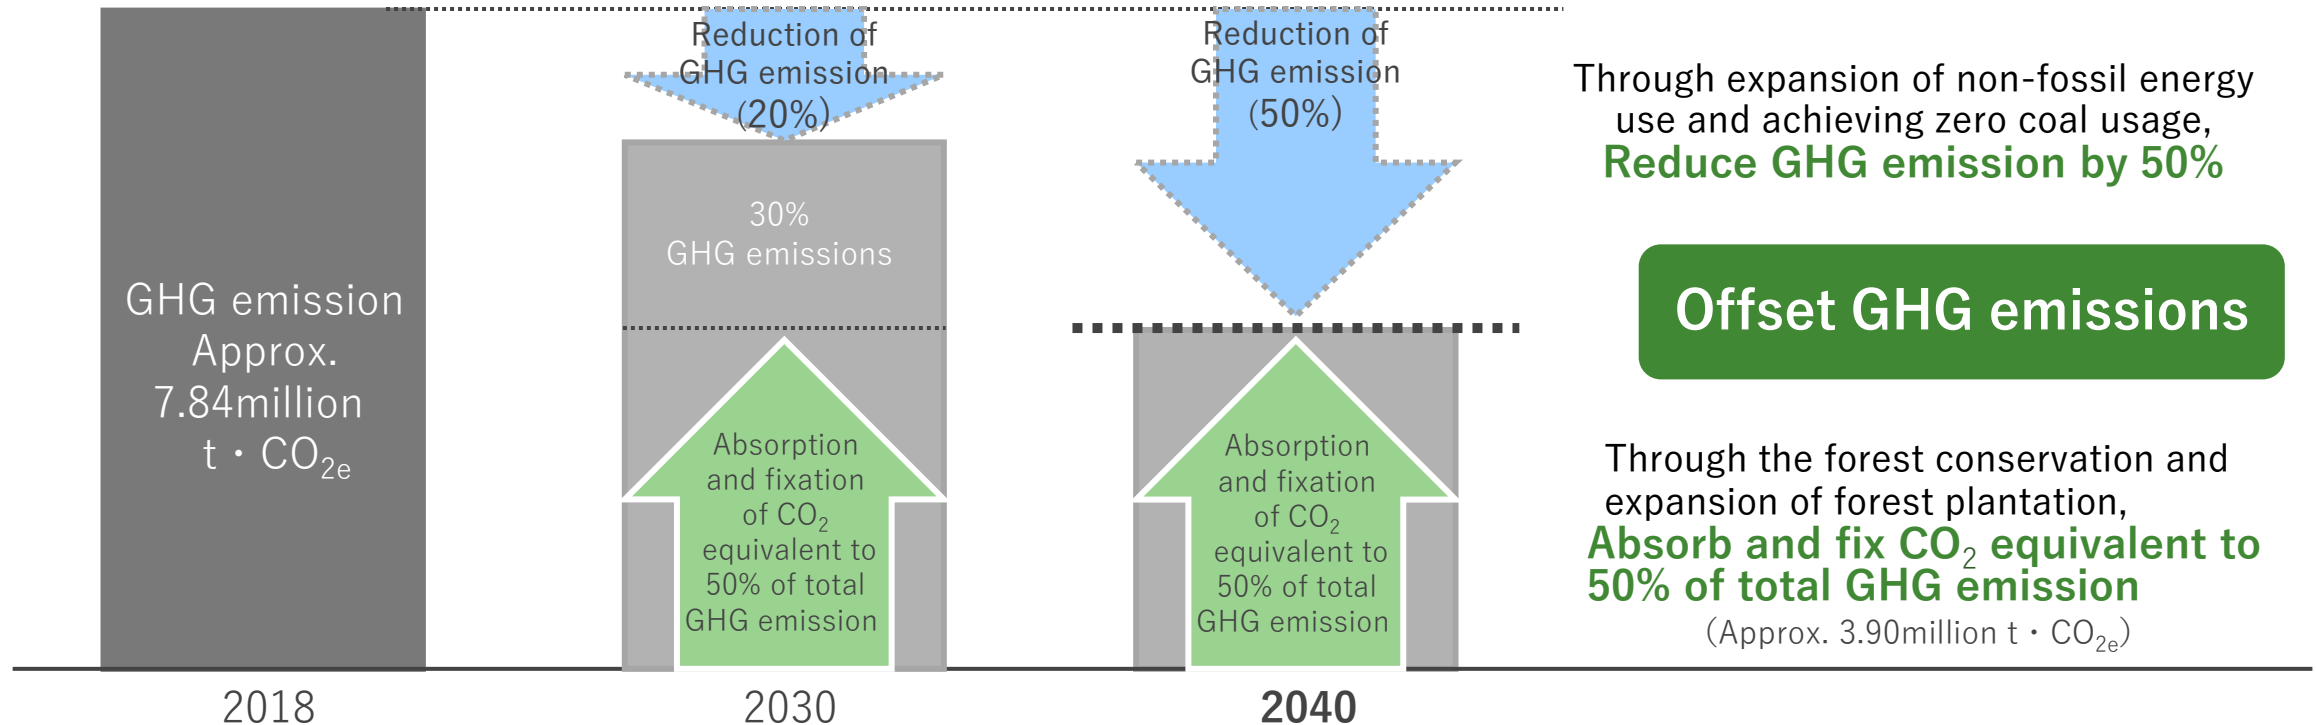 GHG emission
Approx.
7.84million
t・CO₂e
2018
Reduction of
GHG emission
(20%)
30%
GHG emissions
Absorption
and fixation
of CO₂
equivalent to
50% of total
GHG emission
2030
Reduction of
GHG emission
(50%)
Absorption
and fixation
of CO₂
equivalent to
50% of total
GHG emission
2040
Through expansion of non-fossil energy
use and achieving zero coal usage,
Reduce GHG emission by 50%
Offset GHG emissions
Through the forest conservation and
expansion of forest plantation,
Absorb and fix CO₂ equivalent to
50% of total GHG emission
(Approx. 3.90million t・CO₂e)